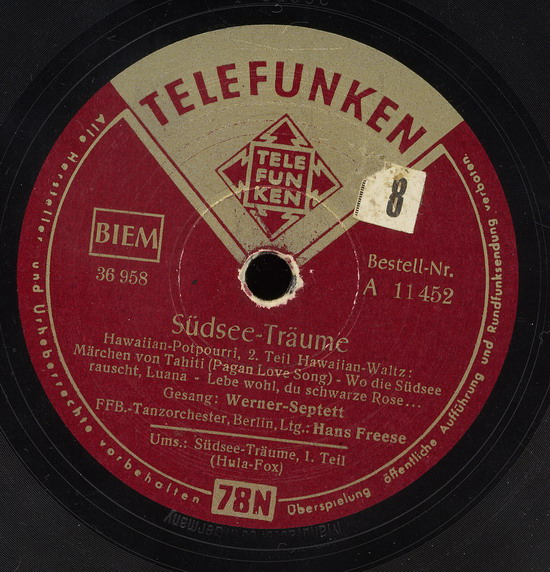 TELEFUNKEN
TELE
FUN
KEN
8
BIEM
36 958
Bestell-Nr.
A 11452
Südsee-Träume
Hawaiian-Potpourri, 2. Teil Hawaiian-Waltz:
Märchen von Tahiti (Pagan Love Song) - Wo die Südsee
rauscht, Luana - Lebe wohl, du schwarze Rose...
Gesang: Werner-Septett
FFB.-Tanzorchester, Berlin, Ltg.: Hans Freese
Ums.: Südsee-Träume, 1. Teil
(Hula-Fox)
78N
Alle Hersteller und Urheberrechte vorbehalten
Überspielung öffentliche Aufführung und Rundfunksendung verboten.
Manufactured in Germany